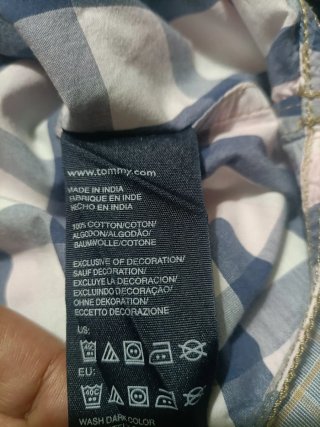 www.tommy.com
MADE IN INDIA
FABRIQUE EN INDE
HECHO EN INDIA
100% COTTON/COTON/
ALGODON/ALGODÃO/
BAUMWOLLE/COTONE
EXCLUSIVE OF DECORATION/
SAUF DECORATION/
EXCLUYE LA DECORACION/
EXCLUINDO DECORAÇÃO/
OHNE DEKORATION/
ECCETTO DECORAZIONE
US:
EU:
WASH DARK COLOR